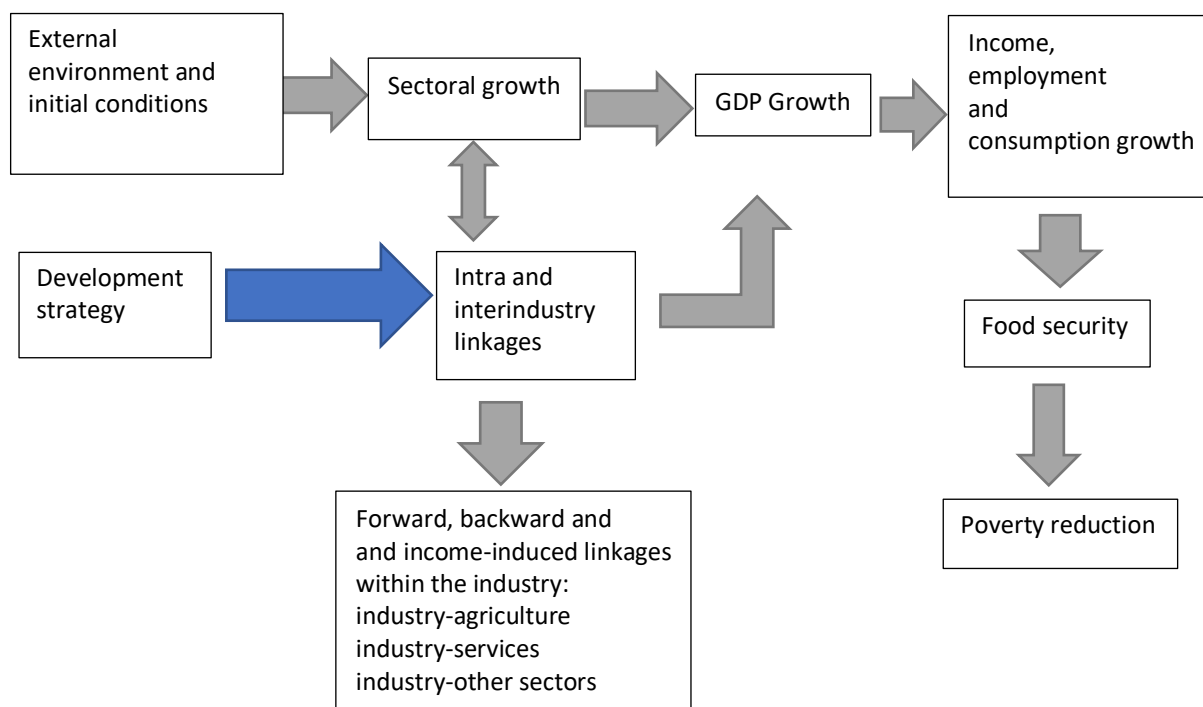 External
environment and
initial conditions
Sectoral growth
GDP Growth
Income,
employment
and
consumption growth
Development
strategy
Intra and
interindustry
linkages
Food security
Forward, backward and
and income-induced linkages
within the industry:
industry-agriculture
industry-services
industry-other sectors
Poverty reduction